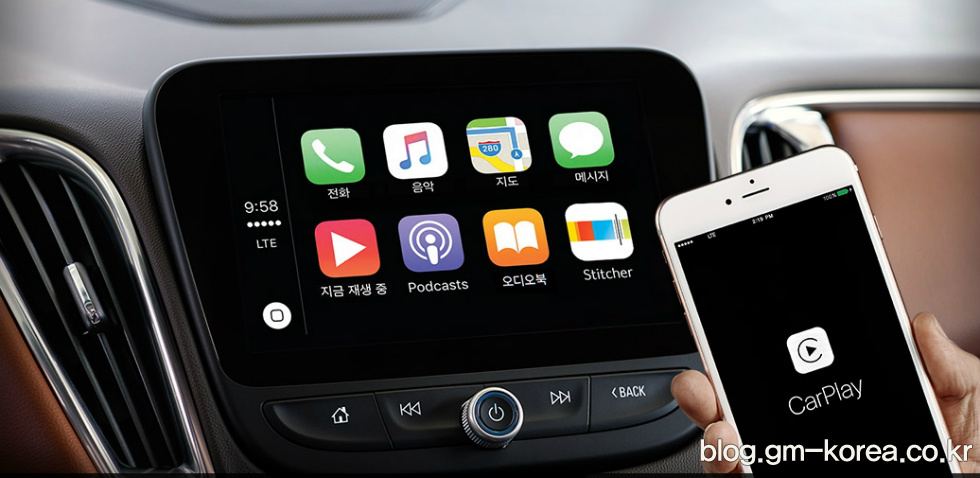 전화
음악
지도
280
메시지
9:58
LTE
지금 재생 중
Podcasts
오디오북
Stitcher
< BACK
LTE
2:19 PM
100%
CarPlay
blog.gm-korea.co.kr